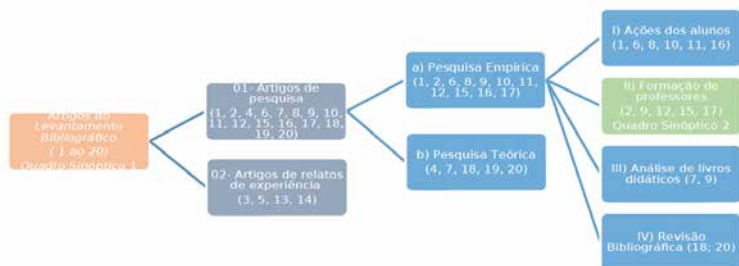 Artigos do
Levantamento
Bibliográfico
( 1 ao 20)
Quadro Sinóptico 1
01- Artigos de
pesquisa
(1, 2, 4, 6, 7, 8, 9, 10,
11, 12, 15, 16, 17, 18,
19, 20)
02- Artigos de relatos
de experiência
(3, 5, 13, 14)
a) Pesquisa Empírica
(1, 2, 6, 8, 9, 10, 11,
12, 15, 16, 17)
b) Pesquisa Teórica
(4, 7, 18, 19, 20)
I) Ações dos alunos
(1, 6, 8, 10, 11, 16)
II) Formação de
professores
(2, 9, 12, 15, 17)
Quadro Sinóptico 2
III) Análise de livros
didáticos (7, 9)
IV) Revisão
Bibliográfica (18; 20)